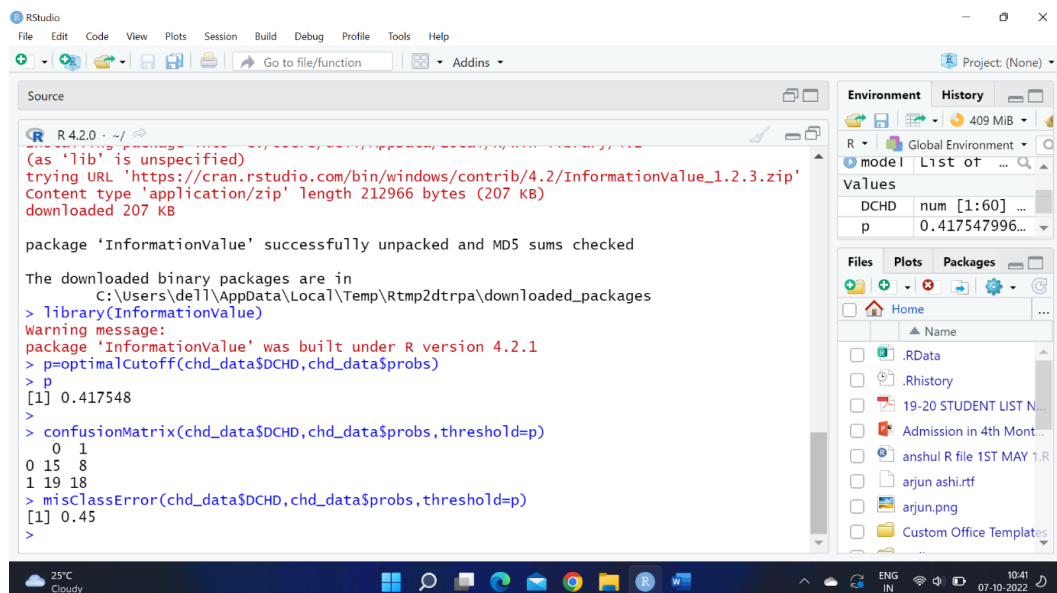 RStudio
File Edit Code View Plots Session Build Debug Profile Tools Help
Go to file/function Addins Project: (None)
Source
R 4.2.0 · ~/
(as ‘lib’ is unspecified)
trying URL 'https://cran.rstudio.com/bin/windows/contrib/4.2/InformationValue_1.2.3.zip'
Content type 'application/zip' length 212966 bytes (207 KB)
downloaded 207 KB
package ‘InformationValue’ successfully unpacked and MD5 sums checked
The downloaded binary packages are in
C:\Users\dell\AppData\Local\Temp\Rtmp2dtrpa\downloaded_packages
> library(InformationValue)
Warning message:
package ‘InformationValue’ was built under R version 4.2.1
> p=optimalCutoff(chd_data$DCHD,chd_data$probs)
> p
[1] 0.417548
>
> confusionMatrix(chd_data$DCHD,chd_data$probs,threshold=p)
0 1
0 15 8
1 19 18
> misClassError(chd_data$DCHD,chd_data$probs,threshold=p)
[1] 0.45
>
Environment History
409 MiB
R Global Environment
model List of …
Values
DCHD num [1:60] …
p 0.417547996…
Files Plots Packages
Home ...
Name
.RData
.Rhistory
19-20 STUDENT LIST N...
Admission in 4th Mont...
anshul R file 1ST MAY 1.R
arjun ashi.rtf
arjun.png
Custom Office Templates
25°C
Cloudy
ENG
IN
10:41
07-10-2022